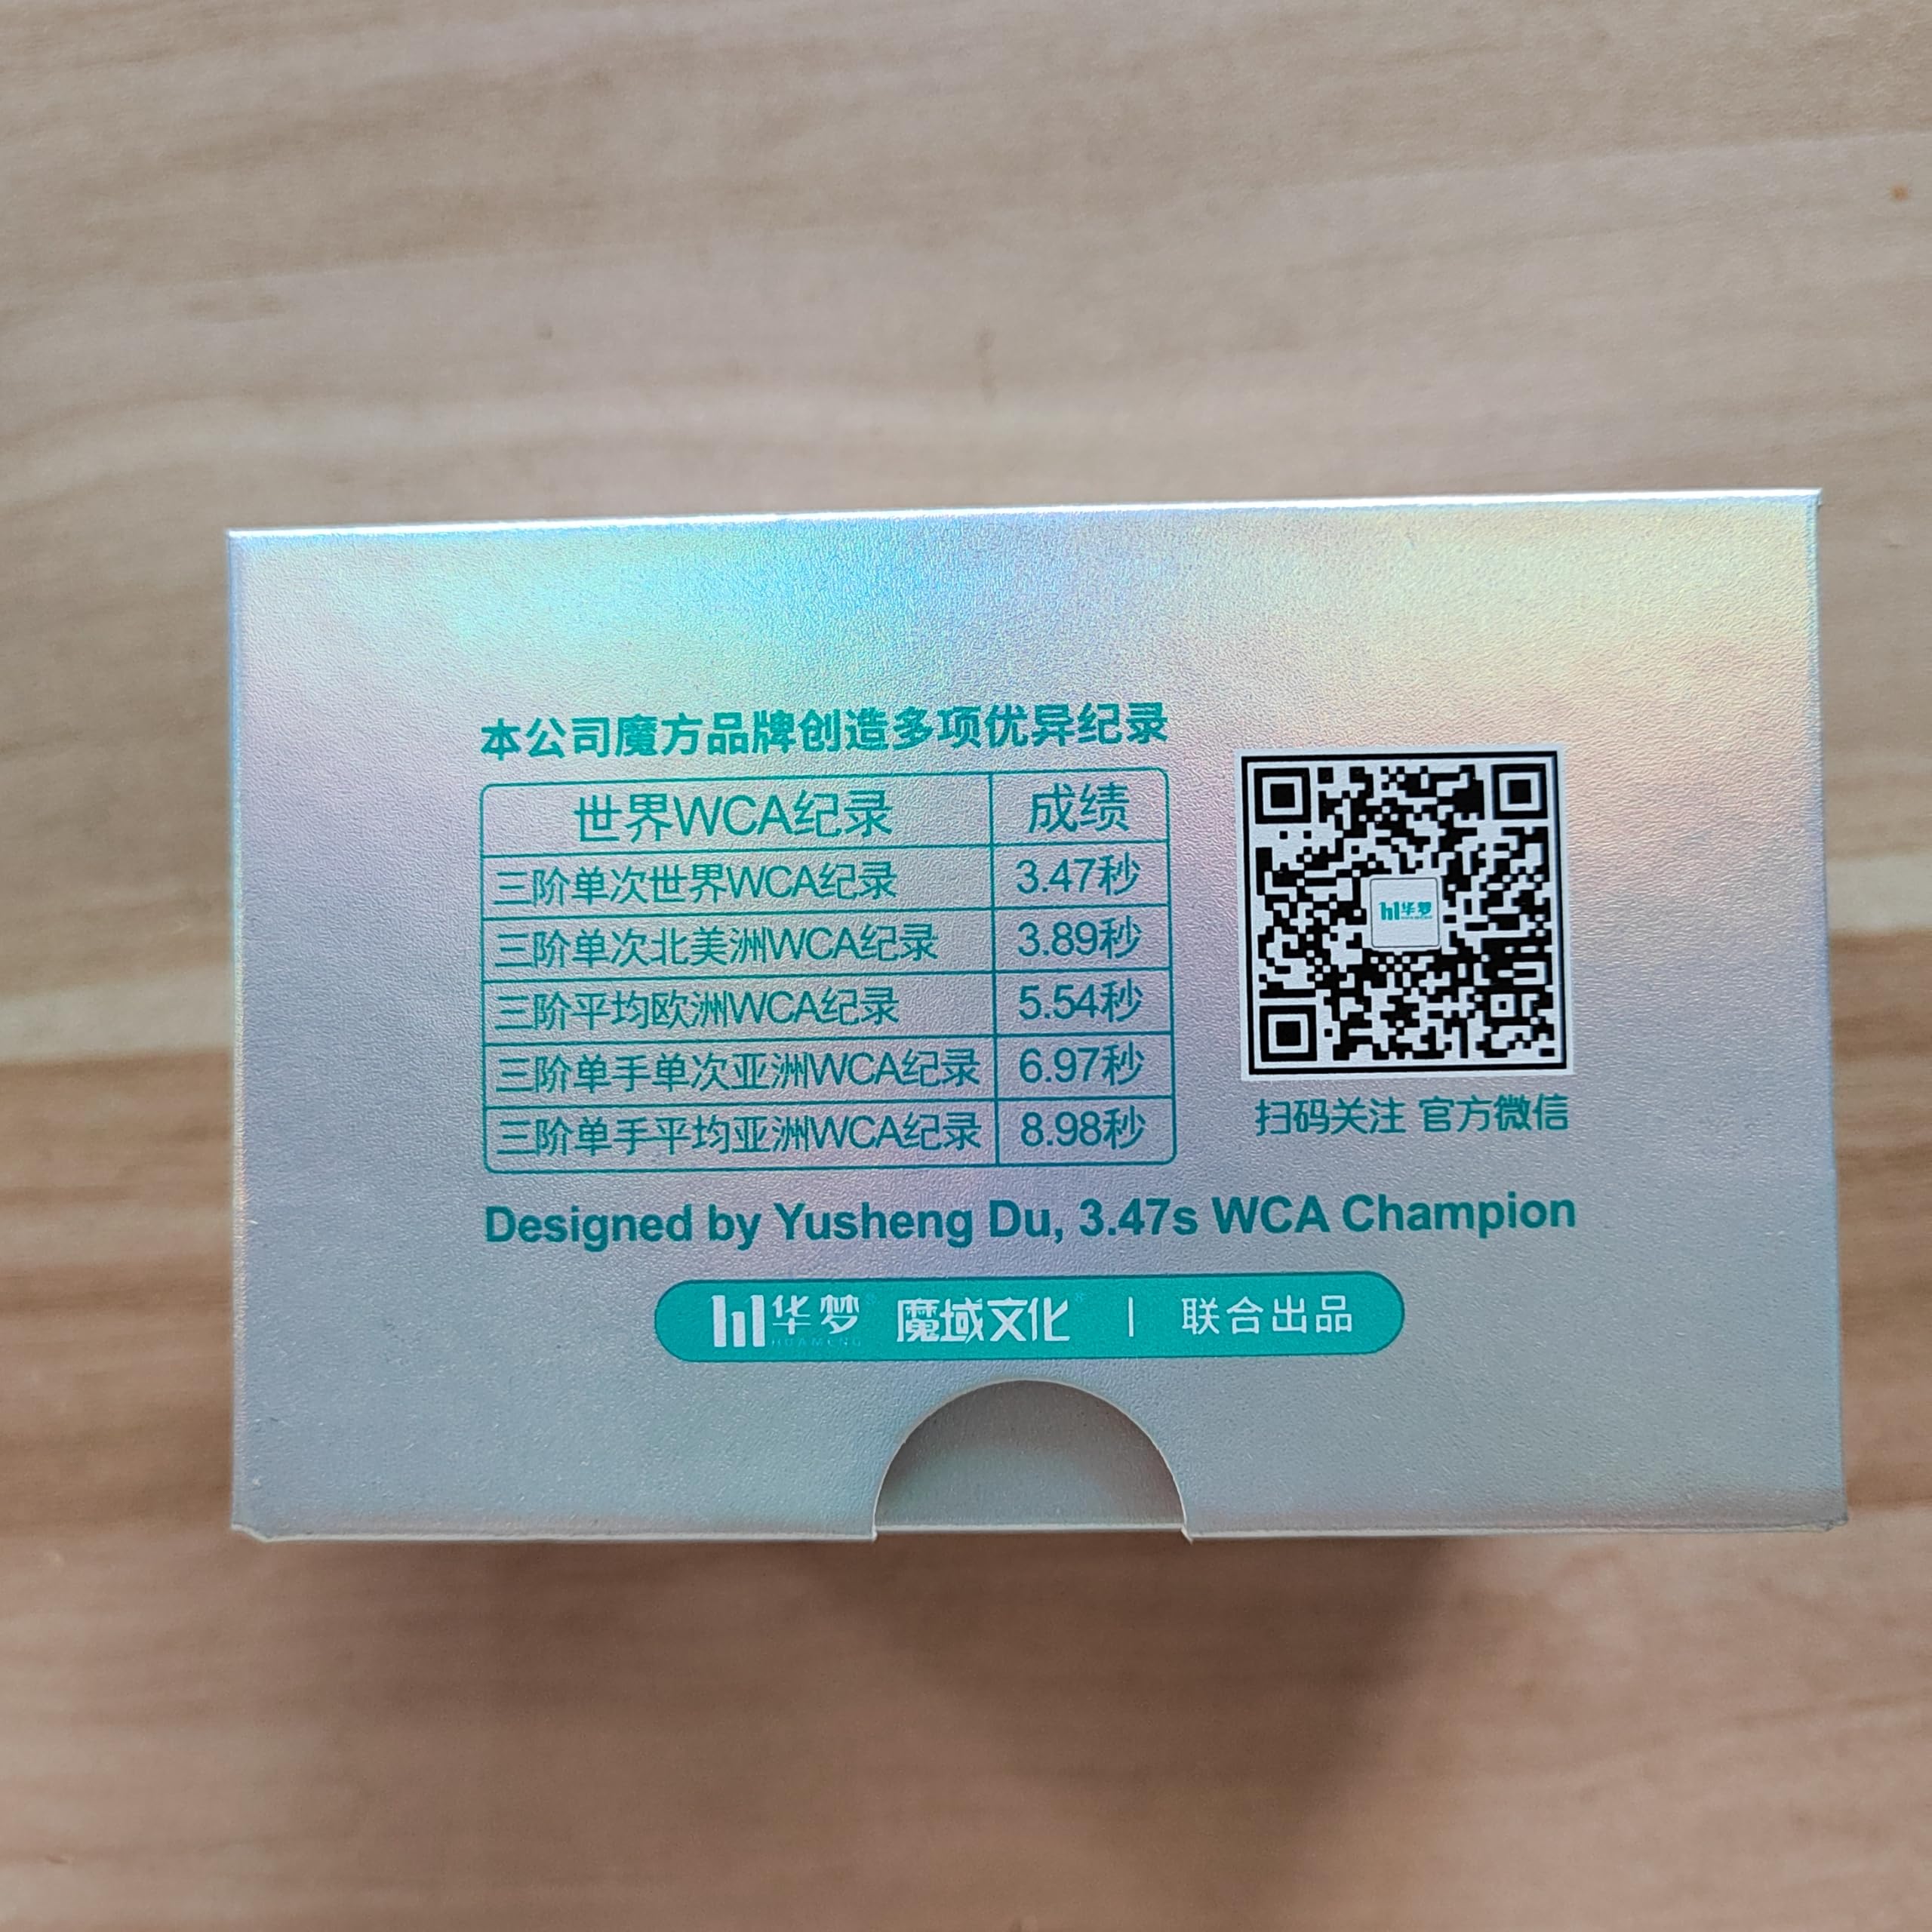 本公司魔方品牌创造多项优异纪录
世界WCA纪录 成绩
三阶单次世界WCA纪录 3.47秒
三阶单次北美洲WCA纪录 3.89秒
三阶平均欧洲WCA纪录 5.54秒
三阶单手单次亚洲WCA纪录 6.97秒
三阶单手平均亚洲WCA纪录 8.98秒
华梦
扫码关注 官方微信
Designed by Yusheng Du, 3.47s WCA Champion
华梦® 魔域文化® | 联合出品
HUAMENG